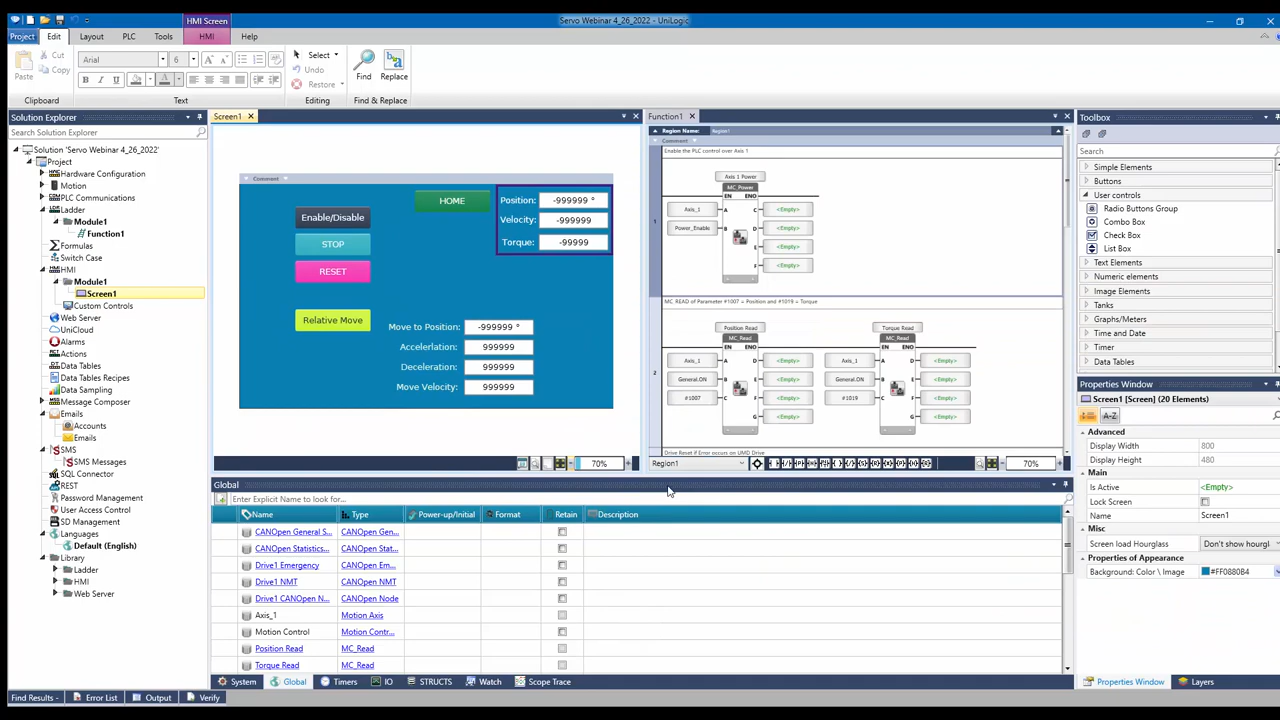 HMI Screen
Servo Webinar 4_26_2022 - UniLogic
Project Edit Layout PLC Tools HMI Help
Paste
Cut
Copy
Clipboard
Arial 6
B I U
Text
Select
Undo
Restore
Editing
Find
Replace
Find & Replace
Solution Explorer
Search Solution Explorer
Solution 'Servo Webinar 4_26_2022'
Project
Hardware Configuration
Motion
PLC Communications
Ladder
Module1
Function1
Formulas
Switch Case
HMI
Module1
Screen1
Custom Controls
Web Server
UniCloud
Alarms
Actions
Data Tables
Data Tables Recipes
Data Sampling
Message Composer
Emails
Accounts
Emails
SMS
SMS Messages
SQL Connector
REST
Password Management
User Access Control
SD Management
Languages
Default (English)
Library
Ladder
HMI
Web Server
Screen1
Comment
HOME
Enable/Disable
STOP
RESET
Relative Move
Position: -999999 °
Velocity: -999999
Torque: -99999
Move to Position: -999999 °
Accelerlation: 999999
Deceleration: 999999
Move Velocity: 999999
70%
Function1
Region Name: Region1
Comment
Enable the PLC control over Axis 1
Axis 1 Power
MC_Power
EN ENO
Axis_1 A C <Empty>
Power_Enable B D <Empty>
E <Empty>
F <Empty>
1
MC READ of Parameter #1007 = Position and #1019 = Torque
Position Read
MC_Read
EN ENO
Axis_1 A D <Empty>
General.ON B E <Empty>
#1007 C F <Empty>
G <Empty>
Torque Read
MC_Read
EN ENO
Axis_1 A D <Empty>
General.ON B E <Empty>
#1019 C F <Empty>
G <Empty>
2
Drive Reset if Error occurs on UMD Drive
Region1
70%
Global
Enter Explicit Name to look for...
Name Type Power-up/Initial Format Retain Description
CANOpen General S... CANOpen Gen...
CANOpen Statistics... CANOpen Stat...
Drive1 Emergency CANOpen Em...
Drive1 NMT CANOpen NMT
Drive1 CANOpen N... CANOpen Node
Axis_1 Motion Axis
Motion Control Motion Contr...
Position Read MC_Read
Torque Read MC_Read
System Global Timers IO STRUCTS Watch Scope Trace
Toolbox
Search
Simple Elements
Buttons
User controls
Radio Buttons Group
Combo Box
Check Box
List Box
Text Elements
Numeric elements
Image Elements
Tanks
Graphs/Meters
Time and Date
Timer
Data Tables
Properties Window
Screen1 [Screen] (20 Elements)
A-Z
Advanced
Display Width 800
Display Height 480
Main
Is Active <Empty>
Lock Screen
Name Screen1
Misc
Screen load Hourglass Don't show hourgl
Properties of Appearance
Background: Color \ Image #FF0880B4
Properties Window Layers
Find Results - Error List Output Verify